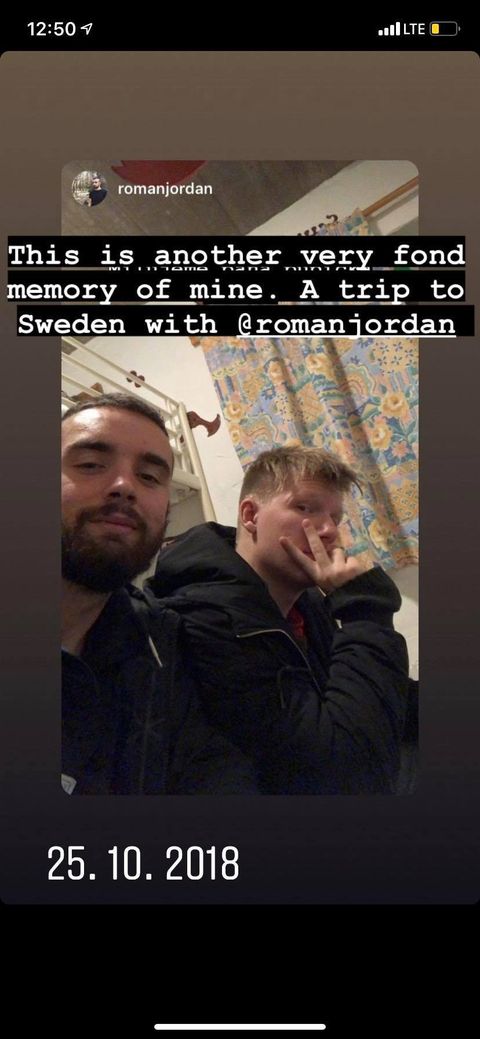 12:50
LTE
romanjordan
This is another very fond
memory of mine. A trip to
Sweden with @romanjordan
25. 10. 2018